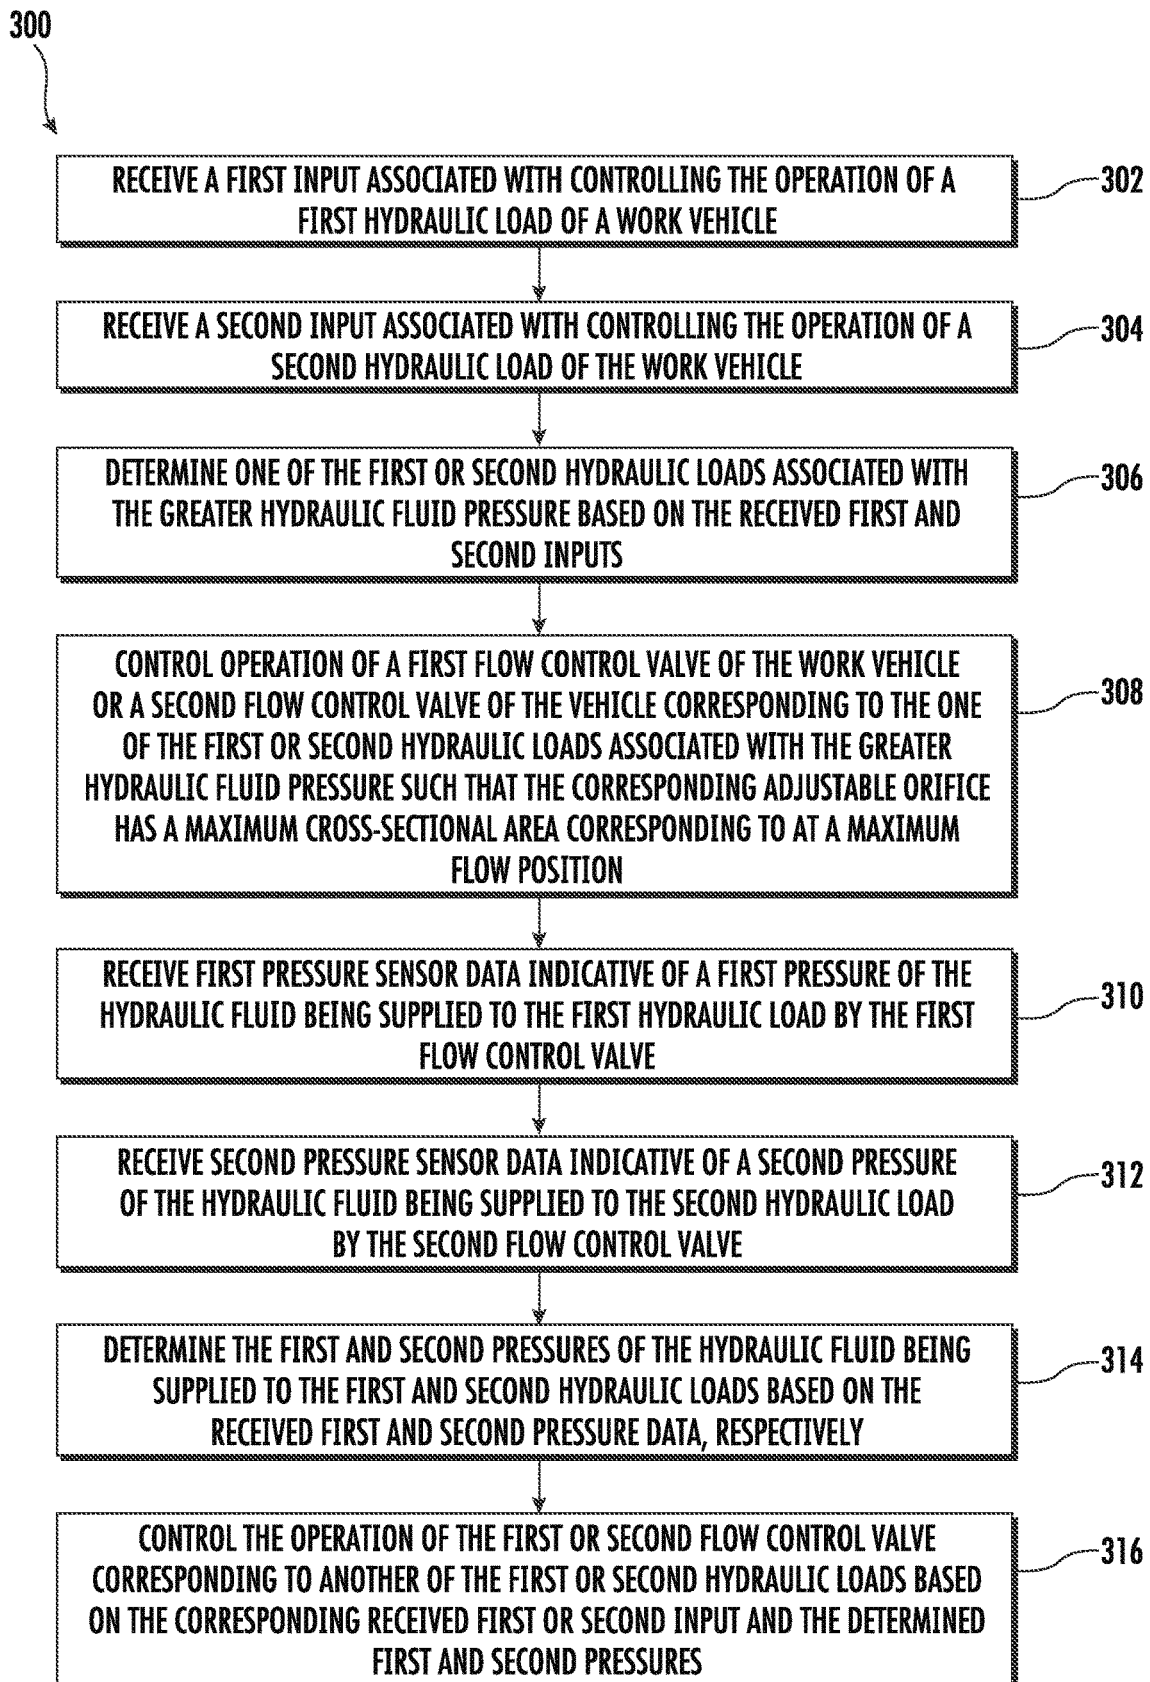 300
RECEIVE A FIRST INPUT ASSOCIATED WITH CONTROLLING THE OPERATION OF A
FIRST HYDRAULIC LOAD OF A WORK VEHICLE
302
RECEIVE A SECOND INPUT ASSOCIATED WITH CONTROLLING THE OPERATION OF A
SECOND HYDRAULIC LOAD OF THE WORK VEHICLE
304
DETERMINE ONE OF THE FIRST OR SECOND HYDRAULIC LOADS ASSOCIATED WITH
THE GREATER HYDRAULIC FLUID PRESSURE BASED ON THE RECEIVED FIRST AND
SECOND INPUTS
306
CONTROL OPERATION OF A FIRST FLOW CONTROL VALVE OF THE WORK VEHICLE
OR A SECOND FLOW CONTROL VALVE OF THE VEHICLE CORRESPONDING TO THE ONE
OF THE FIRST OR SECOND HYDRAULIC LOADS ASSOCIATED WITH THE GREATER
HYDRAULIC FLUID PRESSURE SUCH THAT THE CORRESPONDING ADJUSTABLE ORIFICE
HAS A MAXIMUM CROSS-SECTIONAL AREA CORRESPONDING TO AT A MAXIMUM
FLOW POSITION
308
RECEIVE FIRST PRESSURE SENSOR DATA INDICATIVE OF A FIRST PRESSURE OF THE
HYDRAULIC FLUID BEING SUPPLIED TO THE FIRST HYDRAULIC LOAD BY THE FIRST
FLOW CONTROL VALVE
310
RECEIVE SECOND PRESSURE SENSOR DATA INDICATIVE OF A SECOND PRESSURE
OF THE HYDRAULIC FLUID BEING SUPPLIED TO THE SECOND HYDRAULIC LOAD
BY THE SECOND FLOW CONTROL VALVE
312
DETERMINE THE FIRST AND SECOND PRESSURES OF THE HYDRAULIC FLUID BEING
SUPPLIED TO THE FIRST AND SECOND HYDRAULIC LOADS BASED ON THE
RECEIVED FIRST AND SECOND PRESSURE DATA, RESPECTIVELY
314
CONTROL THE OPERATION OF THE FIRST OR SECOND FLOW CONTROL VALVE
CORRESPONDING TO ANOTHER OF THE FIRST OR SECOND HYDRAULIC LOADS BASED
ON THE CORRESPONDING RECEIVED FIRST OR SECOND INPUT AND THE DETERMINED
FIRST AND SECOND PRESSURES
316